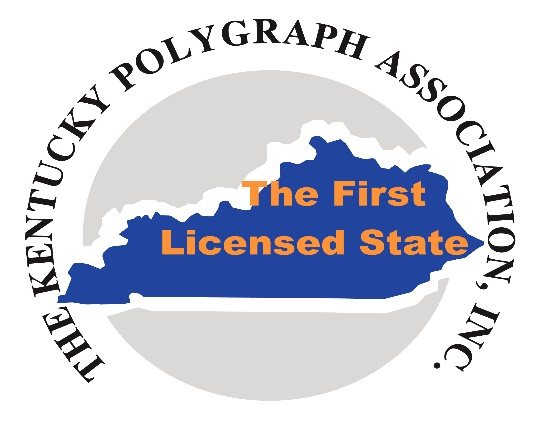 THE KENTUCKY POLYGRAPH ASSOCIATION, INC.
The First
Licensed State